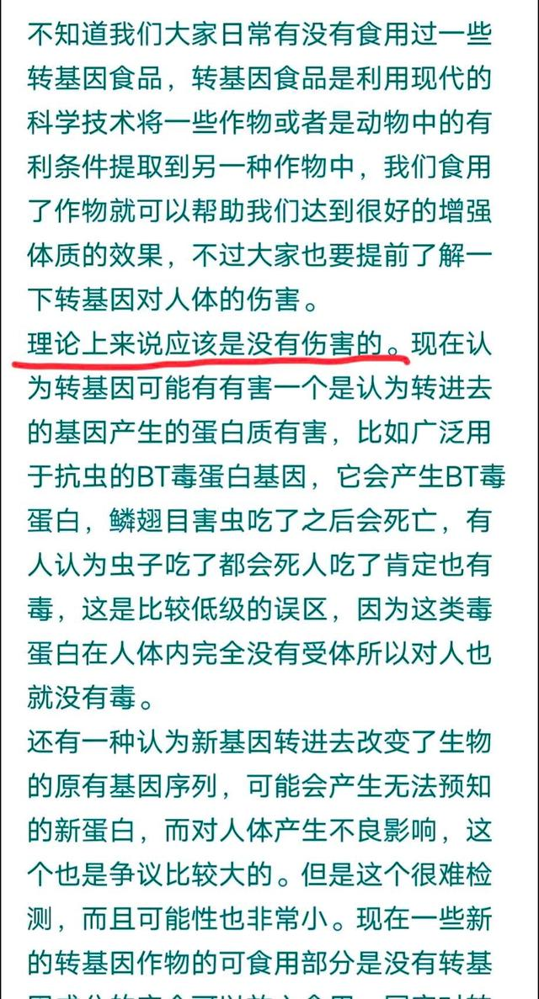 不知道我们大家日常有没有食用过一些
转基因食品，转基因食品是利用现代的
科学技术将一些作物或者是动物中的有
利条件提取到另一种作物中，我们食用
了作物就可以帮助我们达到很好的增强
体质的效果，不过大家也要提前了解一
下转基因对人体的伤害。
理论上来说应该是没有伤害的。现在认
为转基因可能有有害一个是认为转进去
的基因产生的蛋白质有害，比如广泛用
于抗虫的BT毒蛋白基因，它会产生BT毒
蛋白，鳞翅目害虫吃了之后会死亡，有
人认为虫子吃了都会死人吃了肯定也有
毒，这是比较低级的误区，因为这类毒
蛋白在人体内完全没有受体所以对人也
就没有毒。
还有一种认为新基因转进去改变了生物
的原有基因序列，可能会产生无法预知
的新蛋白，而对人体产生不良影响，这
个也是争议比较大的。但是这个很难检
测，而且可能性也非常小。现在一些新
的转基因作物的可食用部分是没有转基